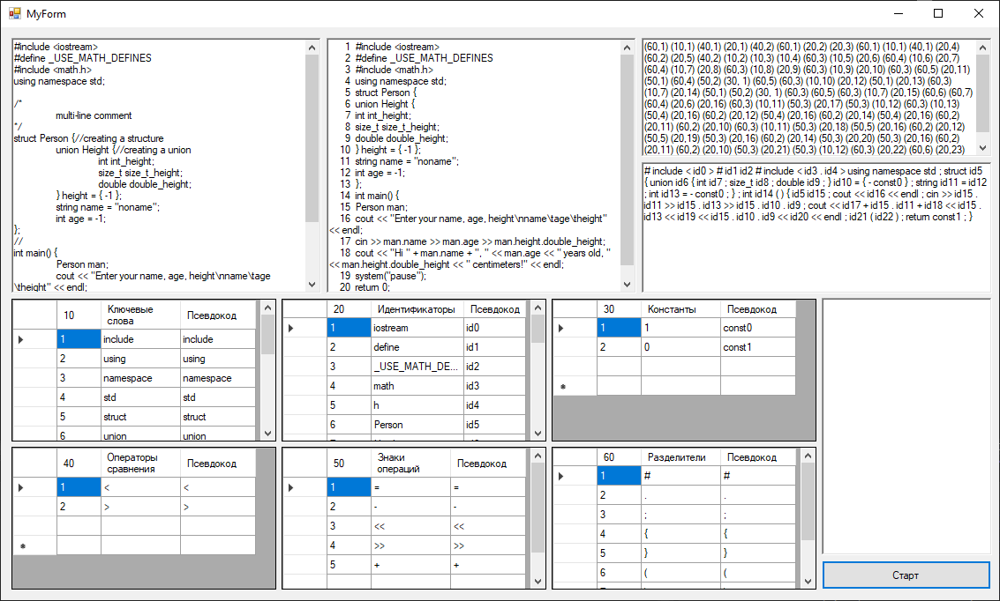 MyForm
#include <iostream>
#define _USE_MATH_DEFINES
#include <math.h>
using namespace std;
/*
multi-line comment
*/
struct Person {//creating a structure
union Height {//creating a union
int int_height;
size_t size_t_height;
double double_height;
} height = { -1 };
string name = "noname";
int age = -1;
};
//
int main() {
Person man;
cout << "Enter your name, age, height\nname\tage
\theight" << endl;
1 #include <iostream>
2 #define _USE_MATH_DEFINES
3 #include <math.h>
4 using namespace std;
5 struct Person {
6 union Height {
7 int int_height;
8 size_t size_t_height;
9 double double_height;
10 } height = { -1 };
11 string name = "noname";
12 int age = -1;
13 };
14 int main() {
15 Person man;
16 cout << "Enter your name, age, height\nname\tage\theight"
<< endl;
17 cin >> man.name >> man.age >> man.height.double_height;
18 cout << "Hi " + man.name + ", " << man.age << " years old, "
<< man.height.double_height << " centimeters!" << endl;
19 system("pause");
20 return 0;
(60,1) (10,1) (40,1) (20,1) (40,2) (60,1) (20,2) (20,3) (60,1) (10,1) (40,1) (20,4)
(60,2) (20,5) (40,2) (10,2) (10,3) (10,4) (60,3) (10,5) (20,6) (60,4) (10,6) (20,7)
(60,4) (10,7) (20,8) (60,3) (10,8) (20,9) (60,3) (10,9) (20,10) (60,3) (60,5) (20,11)
(50,1) (60,4) (50,2) (30, 1) (60,5) (60,3) (10,10) (20,12) (50,1) (20,13) (60,3)
(10,7) (20,14) (50,1) (50,2) (30, 1) (60,3) (60,5) (60,3) (10,7) (20,15) (60,6) (60,7)
(60,4) (20,6) (20,16) (60,3) (10,11) (50,3) (20,17) (50,3) (10,12) (60,3) (10,13)
(50,4) (20,16) (60,2) (20,12) (50,4) (20,16) (60,2) (20,14) (50,4) (20,16) (60,2)
(20,11) (60,2) (20,10) (60,3) (10,11) (50,3) (20,18) (50,5) (20,16) (60,2) (20,12)
(50,5) (20,19) (50,3) (20,16) (60,2) (20,14) (50,3) (20,20) (50,3) (20,16) (60,2)
(20,11) (60,2) (20,10) (50,3) (20,21) (50,3) (10,12) (60,3) (20,22) (60,6) (20,23)
# include < id0 > # id1 id2 # include < id3 . id4 > using namespace std ; struct id5
{ union id6 { int id7 ; size_t id8 ; double id9 ; } id10 = { - const0 } ; string id11 = id12
; int id13 = - const0 ; } ; int id14 ( ) { id5 id15 ; cout << id16 << endl ; cin >> id15 .
id11 >> id15 . id13 >> id15 . id10 . id9 ; cout << id17 + id15 . id11 + id18 << id15 .
id13 << id19 << id15 . id10 . id9 << id20 << endl ; id21 ( id22 ) ; return const1 ; }
10 Ключевые слова Псевдокод
1 include include
2 using using
3 namespace namespace
4 std std
5 struct struct
6 union union
20 Идентификаторы Псевдокод
1 iostream id0
2 define id1
3 _USE_MATH_DE... id2
4 math id3
5 h id4
6 Person id5
30 Константы Псевдокод
1 1 const0
2 0 const1
40 Операторы сравнения Псевдокод
1 < <
2 > >
50 Знаки операций Псевдокод
1 = =
2 - -
3 << <<
4 >> >>
5 + +
60 Разделители Псевдокод
1 # #
2 . .
3 ; ;
4 { {
5 } }
6 ( (
Старт